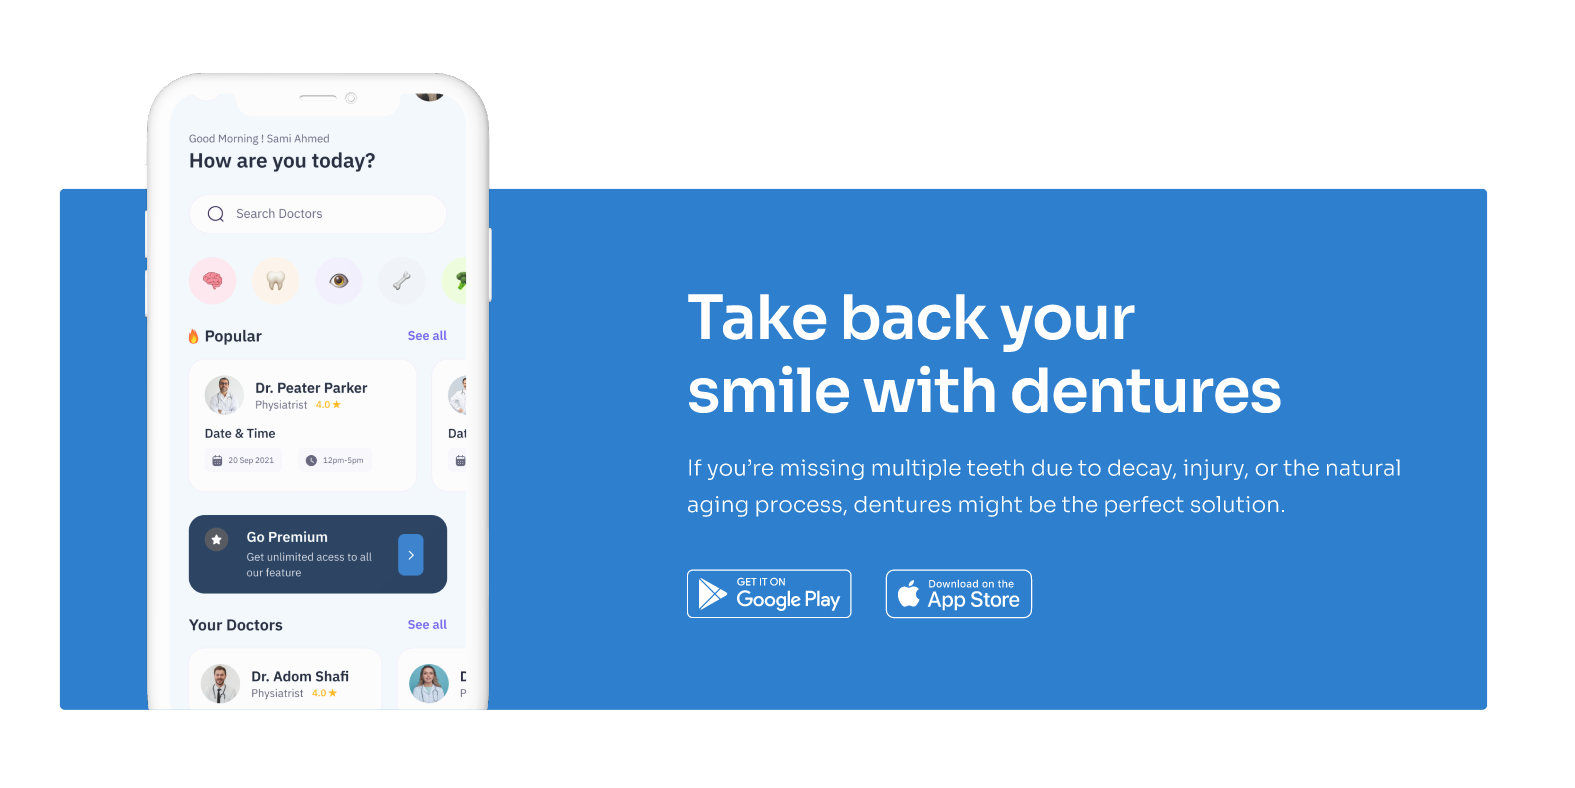 Good Morning ! Sami Ahmed
How are you today?
Search Doctors
Popular
See all
Dr. Peater Parker
Physiatrist 4.0
Date & Time
Dat
20 Sep 2021
12pm-5pm
Go Premium
Get unlimited acess to all
our feature
Your Doctors
See all
Dr. Adom Shafi
Physiatrist 4.0
D
P
Take back your
smile with dentures
If you’re missing multiple teeth due to decay, injury, or the natural
aging process, dentures might be the perfect solution.
GET IT ON
Google Play
Download on the
App Store